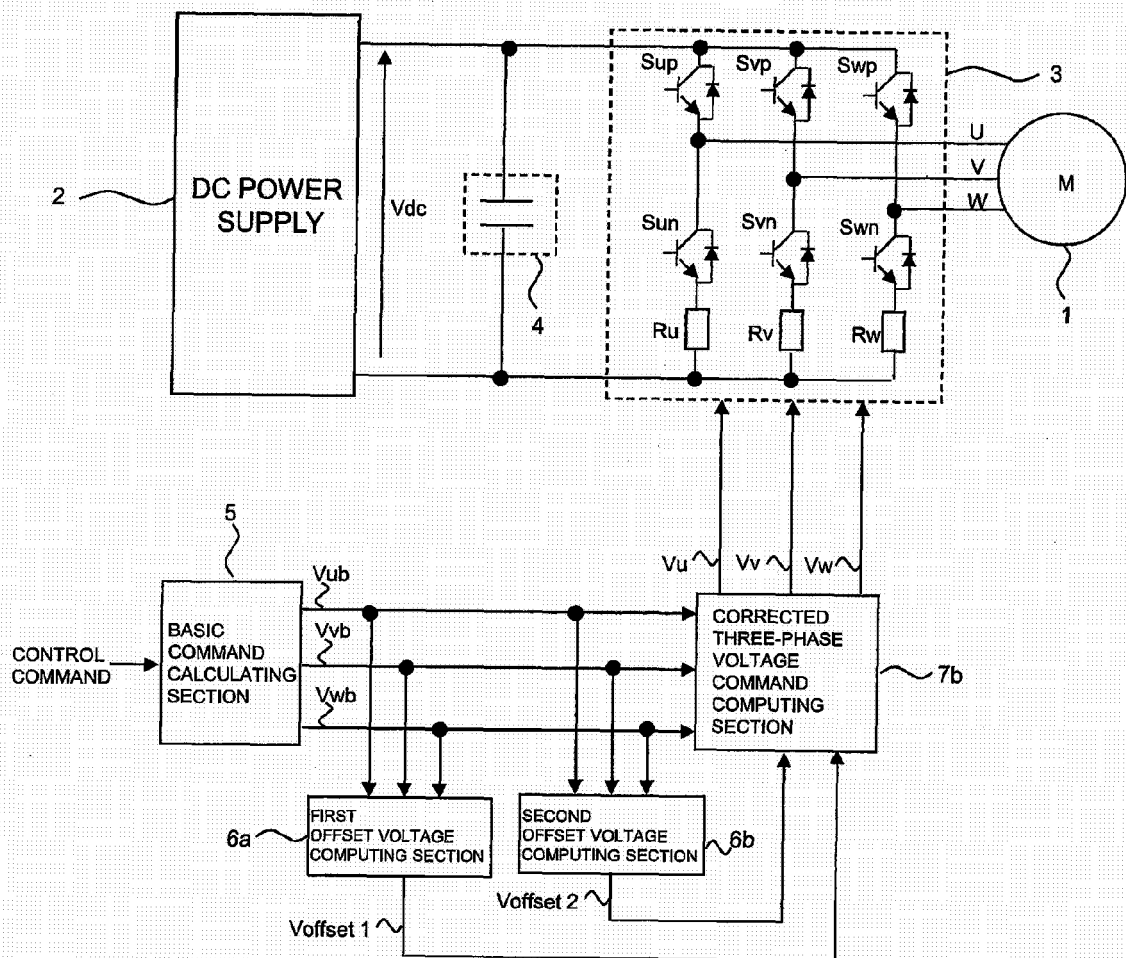 Sup
Svp
Swp
3
U
V
W
M
1
2
DC POWER
SUPPLY
Vdc
4
Sun
Svn
Swn
Ru
Rv
Rw
5
Vu
Vv
Vw
Vub
Vvb
Vwb
CONTROL
COMMAND
BASIC
COMMAND
CALCULATING
SECTION
CORRECTED
THREE-PHASE
VOLTAGE
COMMAND
COMPUTING
SECTION
7b
6a
FIRST
OFFSET VOLTAGE
COMPUTING SECTION
SECOND
OFFSET VOLTAGE
COMPUTING SECTION
6b
Voffset 2
Voffset 1